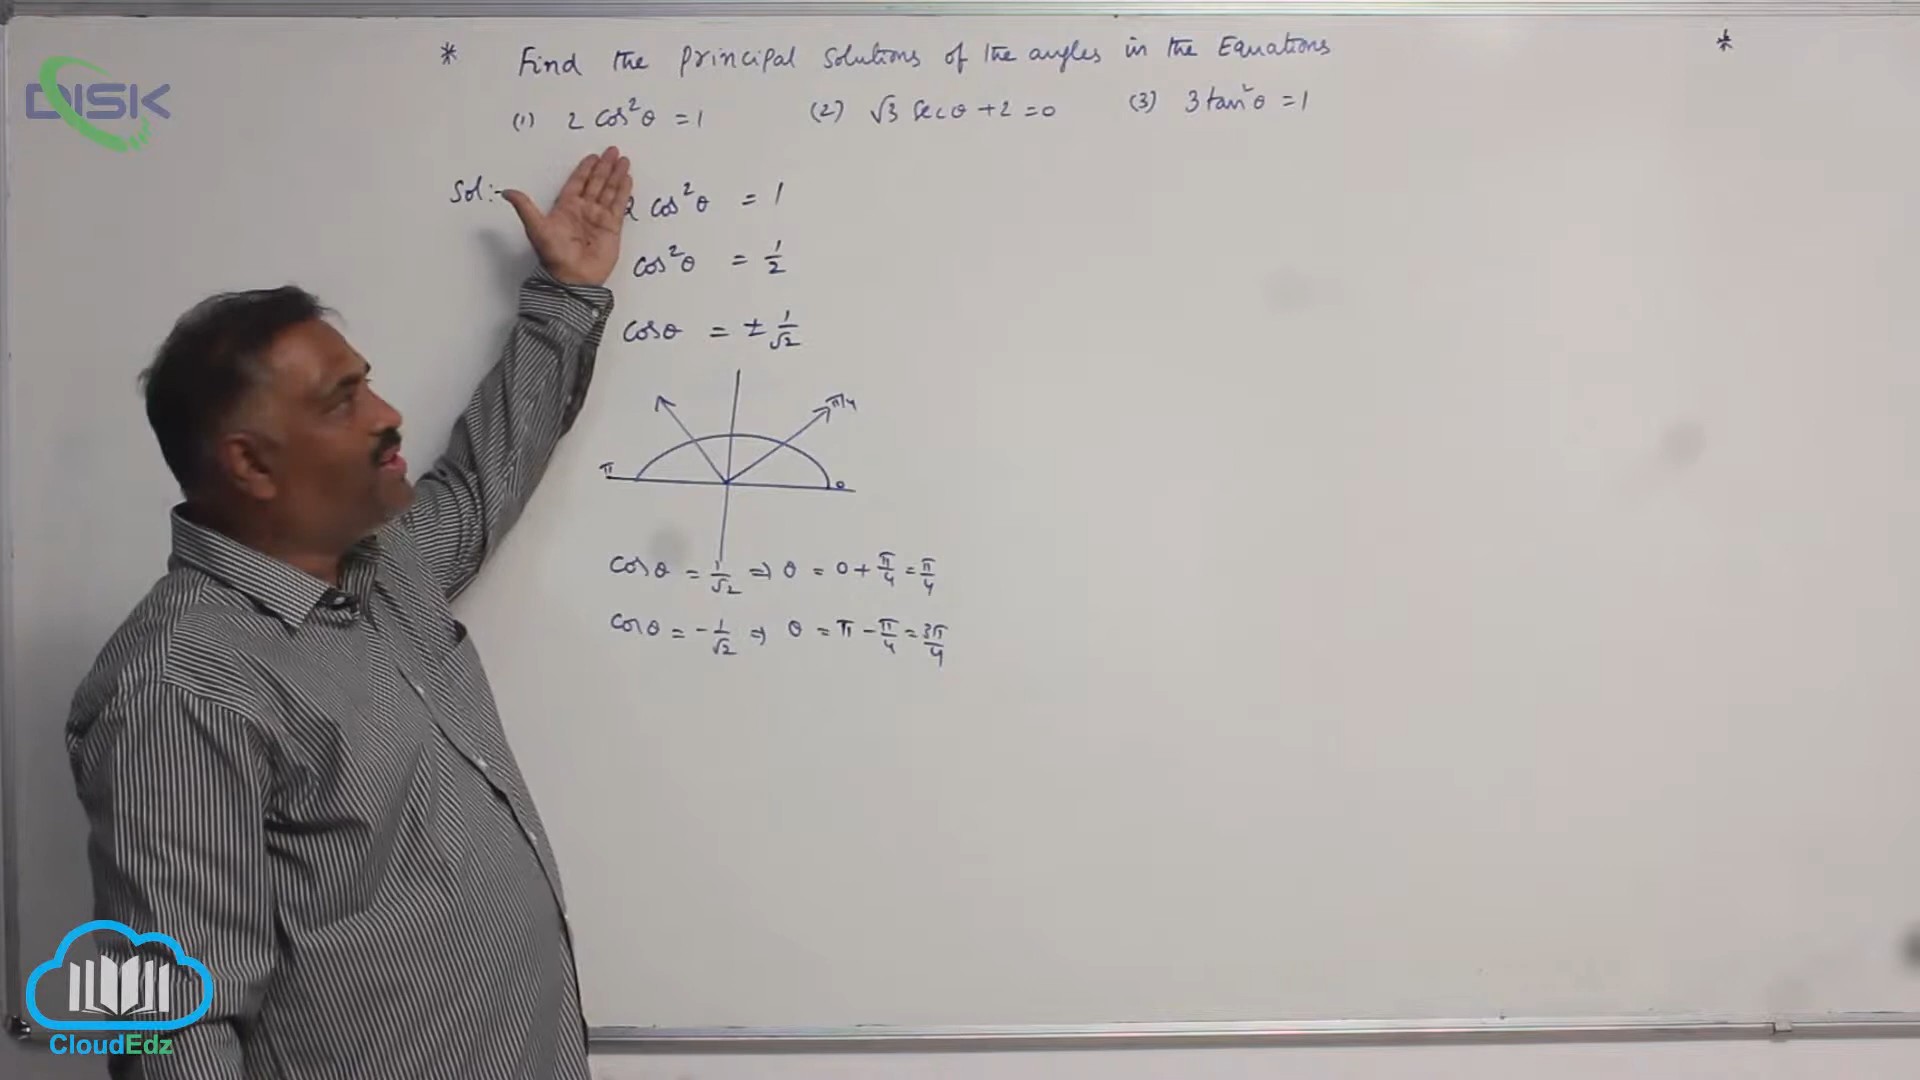 DISK
* Find the principal solutions of the angles in the Equations *
(1) 2 cos²θ = 1 (2) √3 secθ + 2 = 0 (3) 3 tan²θ = 1
Sol:- 2 cos²θ = 1
cos²θ = 1/2
cosθ = ± 1/√2
π/4
π 0
cosθ = 1/√2 ⇒ θ = 0 + π/4 = π/4
cosθ = - 1/√2 ⇒ θ = π - π/4 = 3π/4
CloudEdz